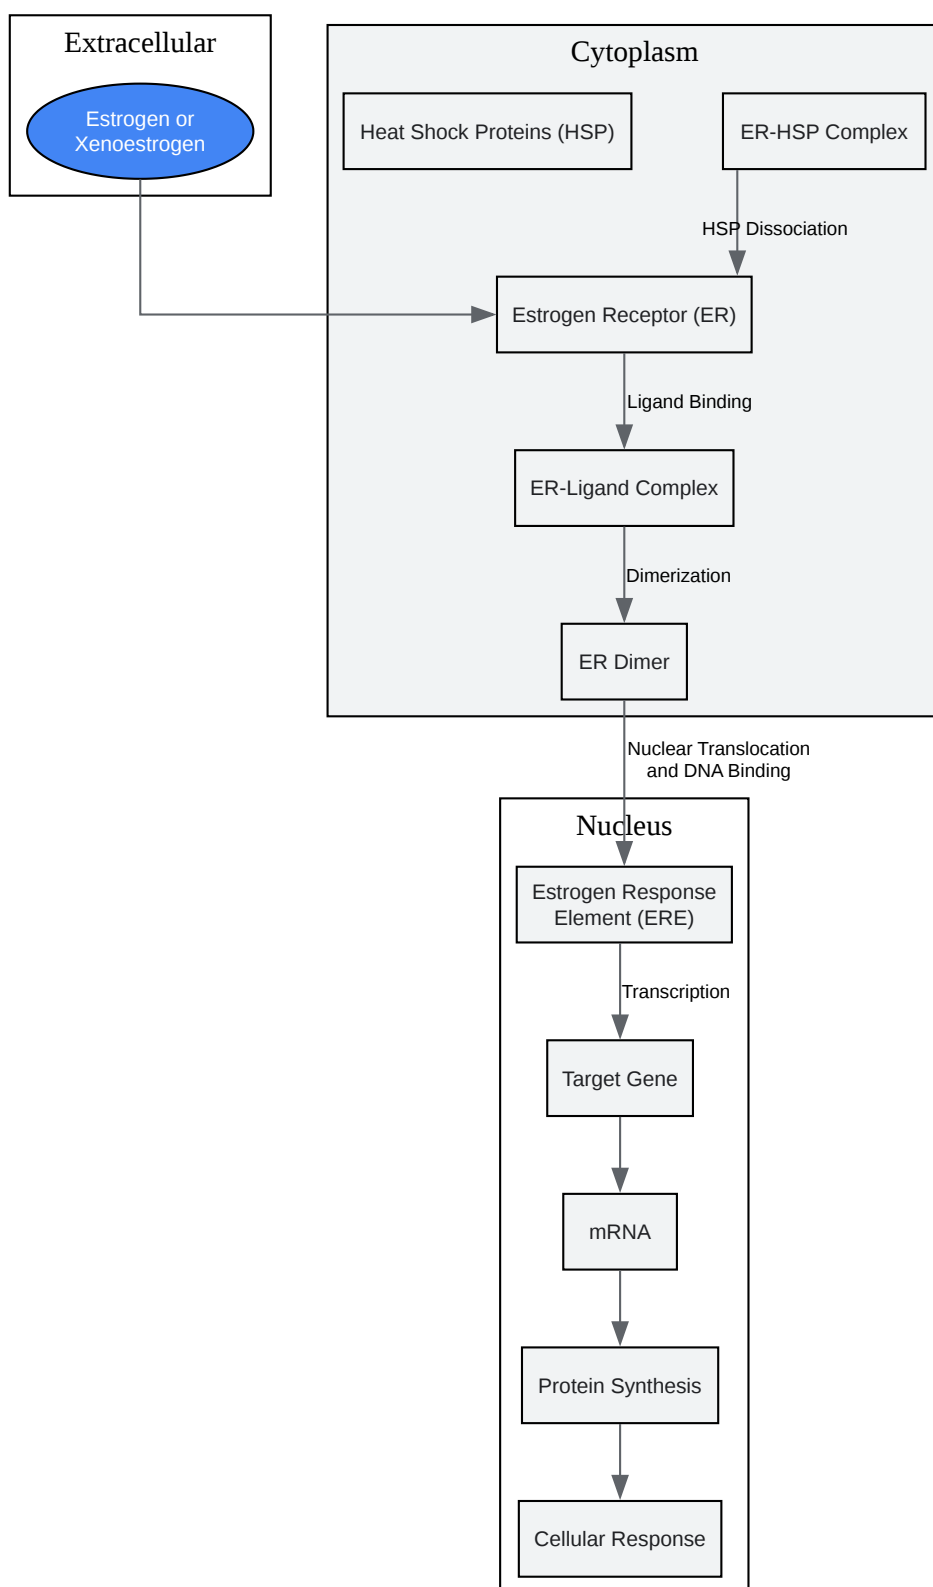 Extracellular
Estrogen or
Xenoestrogen
Cytoplasm
Heat Shock Proteins (HSP)
ER-HSP Complex
HSP Dissociation
Estrogen Receptor (ER)
Ligand Binding
ER-Ligand Complex
Dimerization
ER Dimer
Nuclear Translocation
and DNA Binding
Nucleus
Estrogen Response
Element (ERE)
Transcription
Target Gene
mRNA
Protein Synthesis
Cellular Response